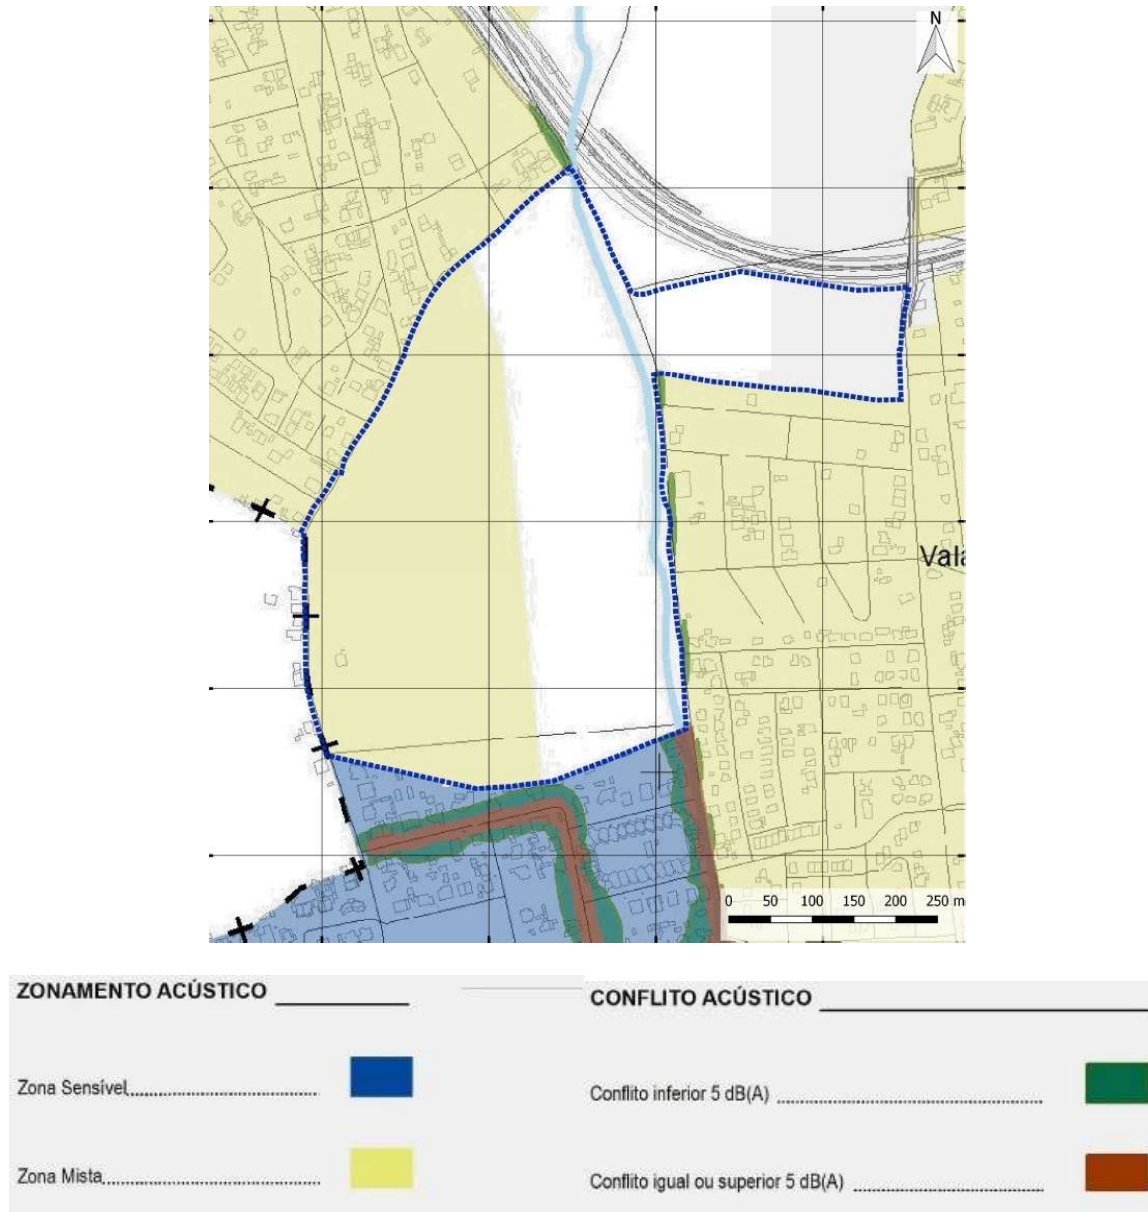 N
Vala
0 50 100 150 200 250 m
ZONAMENTO ACÚSTICO
CONFLITO ACÚSTICO
Zona Sensível
Conflito inferior 5 dB(A)
Zona Mista
Conflito igual ou superior 5 dB(A)